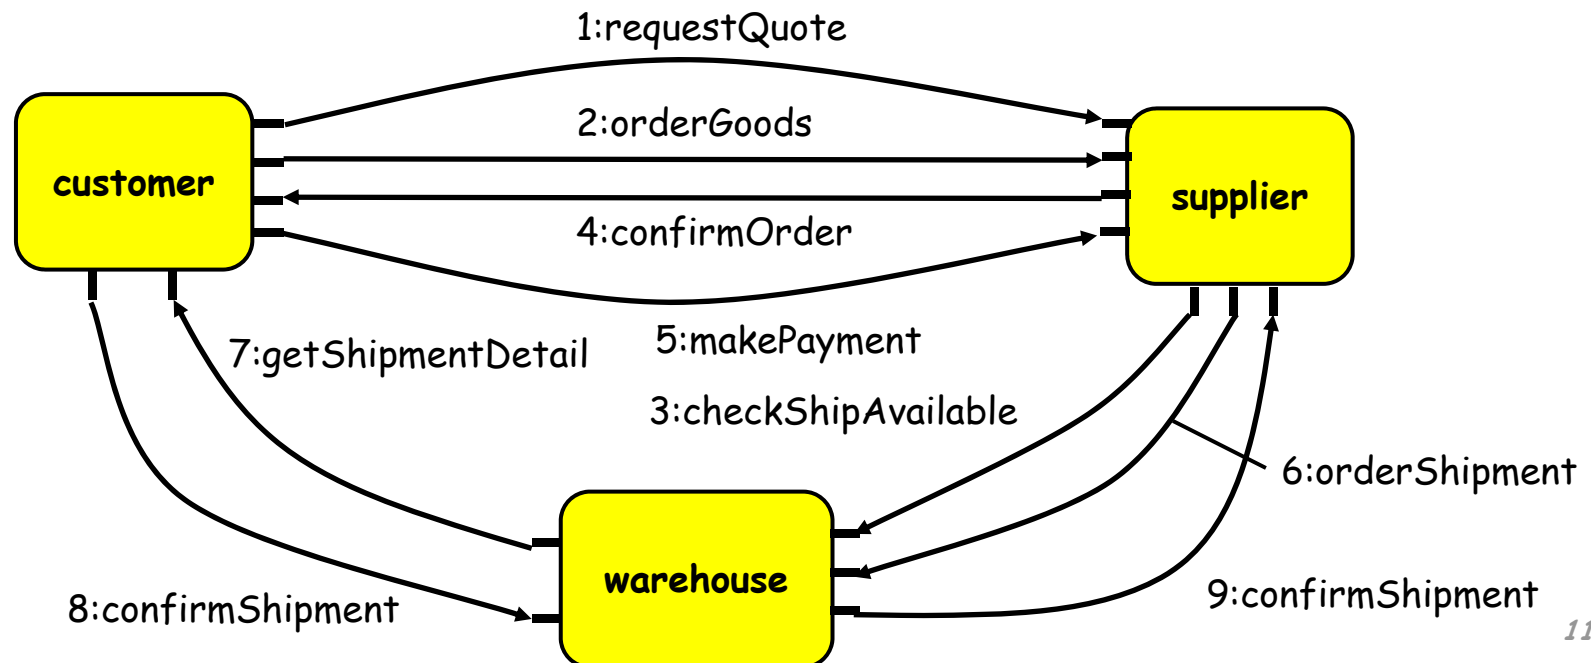 1:requestQuote
2:orderGoods
customer
supplier
4:confirmOrder
7:getShipmentDetail
5:makePayment
3:checkShipAvailable
6:orderShipment
warehouse
8:confirmShipment
9:confirmShipment
11